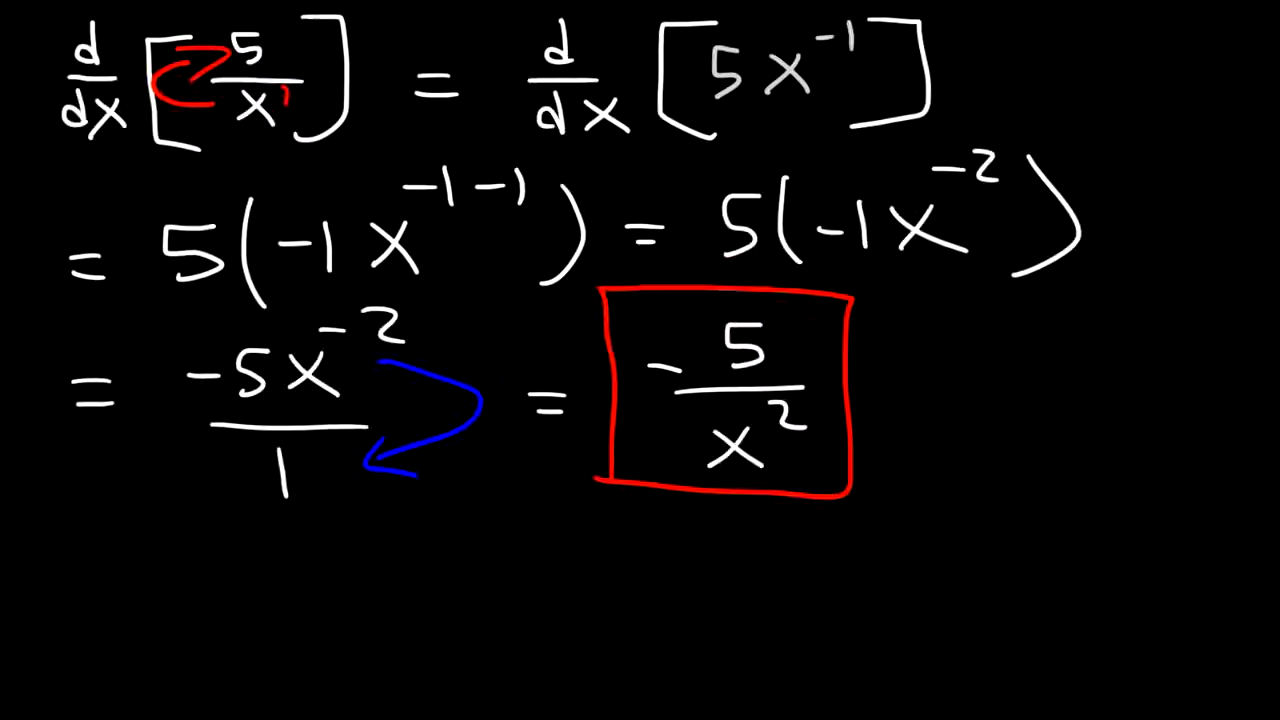 d/dx [5/x¹] = d/dx [5x⁻¹]
= 5(-1x⁻¹⁻¹) = 5(-1x⁻²)
= -5x⁻²/1 = -5/x²